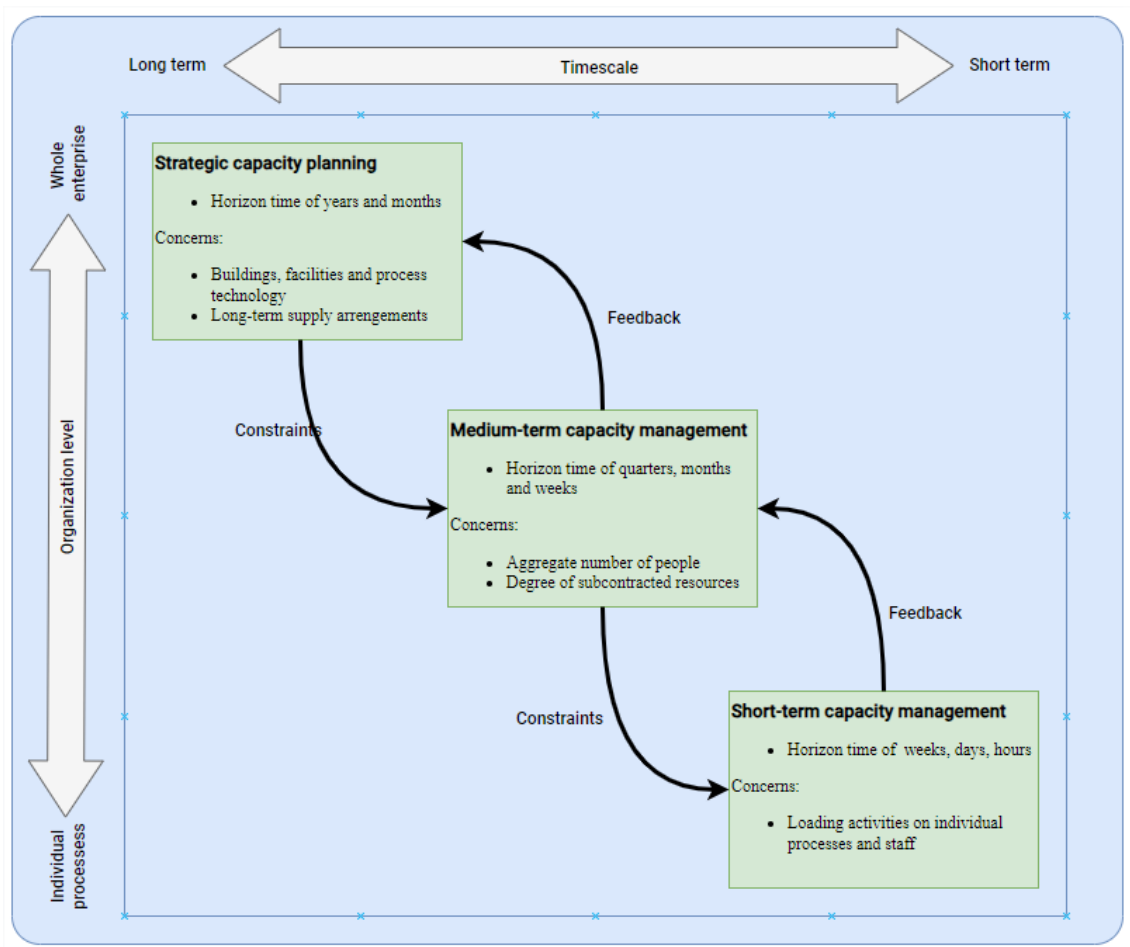 Long term
Timescale
Short term
Whole
enterprise
Organization level
Individual
processess
Strategic capacity planning
• Horizon time of years and months
Concerns:
• Buildings, facilities and process
technology
• Long-term supply arrengements
Feedback
Constraints
Medium-term capacity management
• Horizon time of quarters, months
and weeks
Concerns:
• Aggregate number of people
• Degree of subcontracted resources
Feedback
Constraints
Short-term capacity management
• Horizon time of  weeks, days, hours
Concerns:
• Loading activities on individual
processes and staff